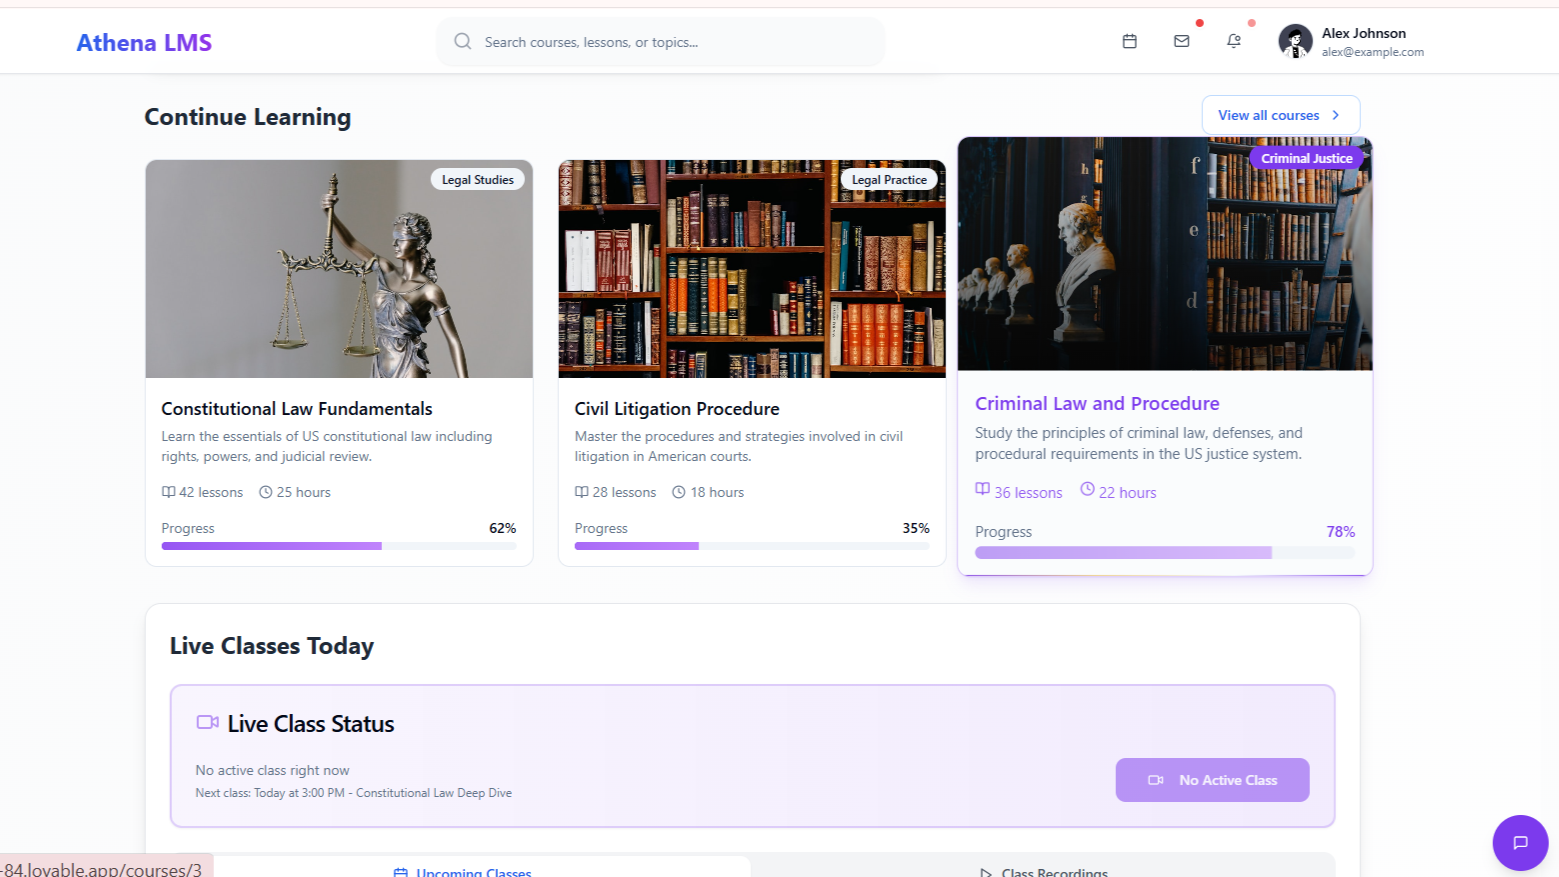 Athena LMS
Search courses, lessons, or topics...
Alex Johnson
alex@example.com
Continue Learning
View all courses
Legal Studies
Constitutional Law Fundamentals
Learn the essentials of US constitutional law including
rights, powers, and judicial review.
42 lessons 25 hours
Progress 62%
Legal Practice
Civil Litigation Procedure
Master the procedures and strategies involved in civil
litigation in American courts.
28 lessons 18 hours
Progress 35%
Criminal Justice
h
f
g
e
d
Criminal Law and Procedure
Study the principles of criminal law, defenses, and
procedural requirements in the US justice system.
36 lessons 22 hours
Progress 78%
Live Classes Today
Live Class Status
No active class right now
Next class: Today at 3:00 PM - Constitutional Law Deep Dive
No Active Class
Upcoming Classes
Class Recordings
-84.lovable.app/courses/3